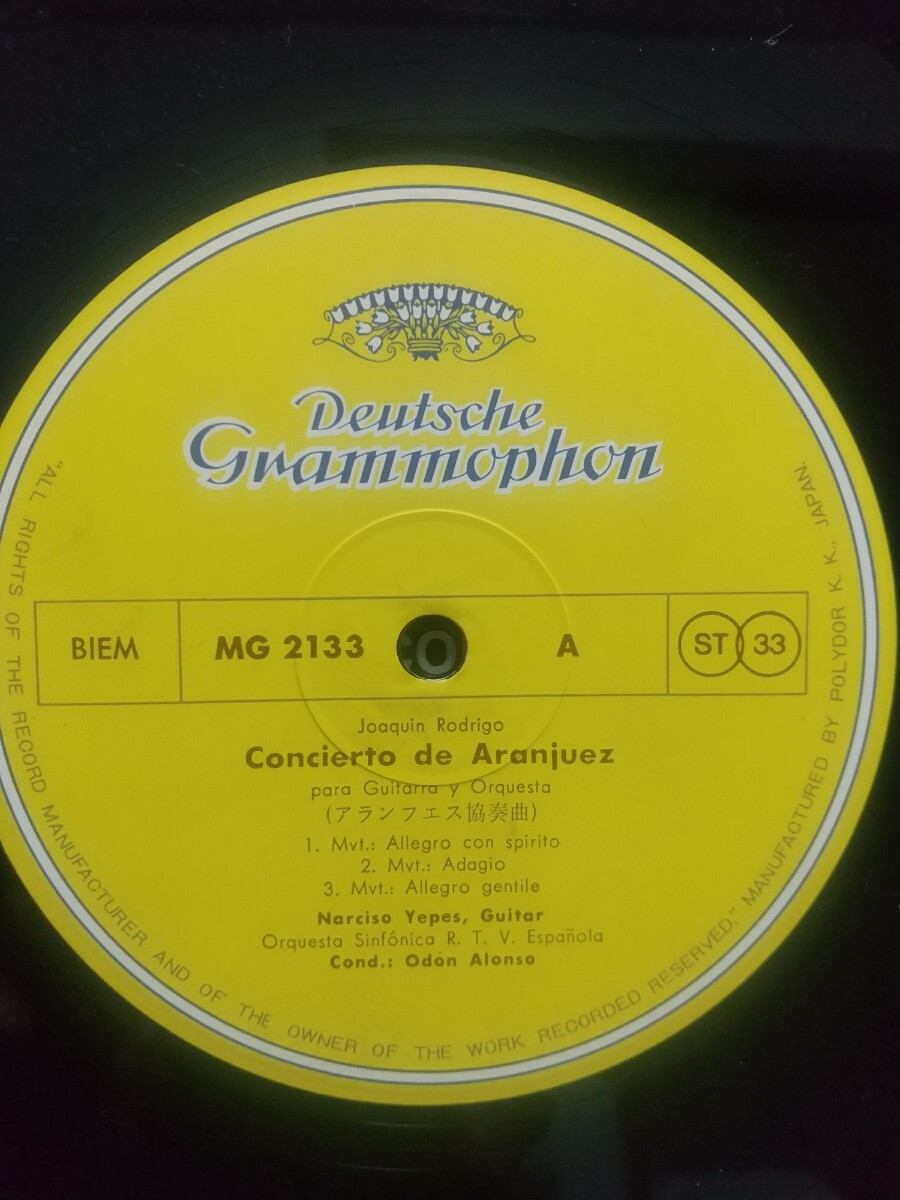 Deutsche
Grammophon
BIEM
MG 2133
A
ST 33
Joaquin Rodrigo
Concierto de Aranjuez
para Guitarra y Orquesta
(アランフエス協奏曲)
1. Mvt.: Allegro con spirito
2. Mvt.: Adagio
3. Mvt.: Allegro gentile
Narciso Yepes, Guitar
Orquesta Sinfónica R. T. V. Española
Cond.: Odón Alonso
"ALL RIGHTS OF THE RECORD MANUFACTURER AND OF THE OWNER OF THE WORK RECORDED RESERVED." MANUFACTURED BY POLYDOR K. K., JAPAN.